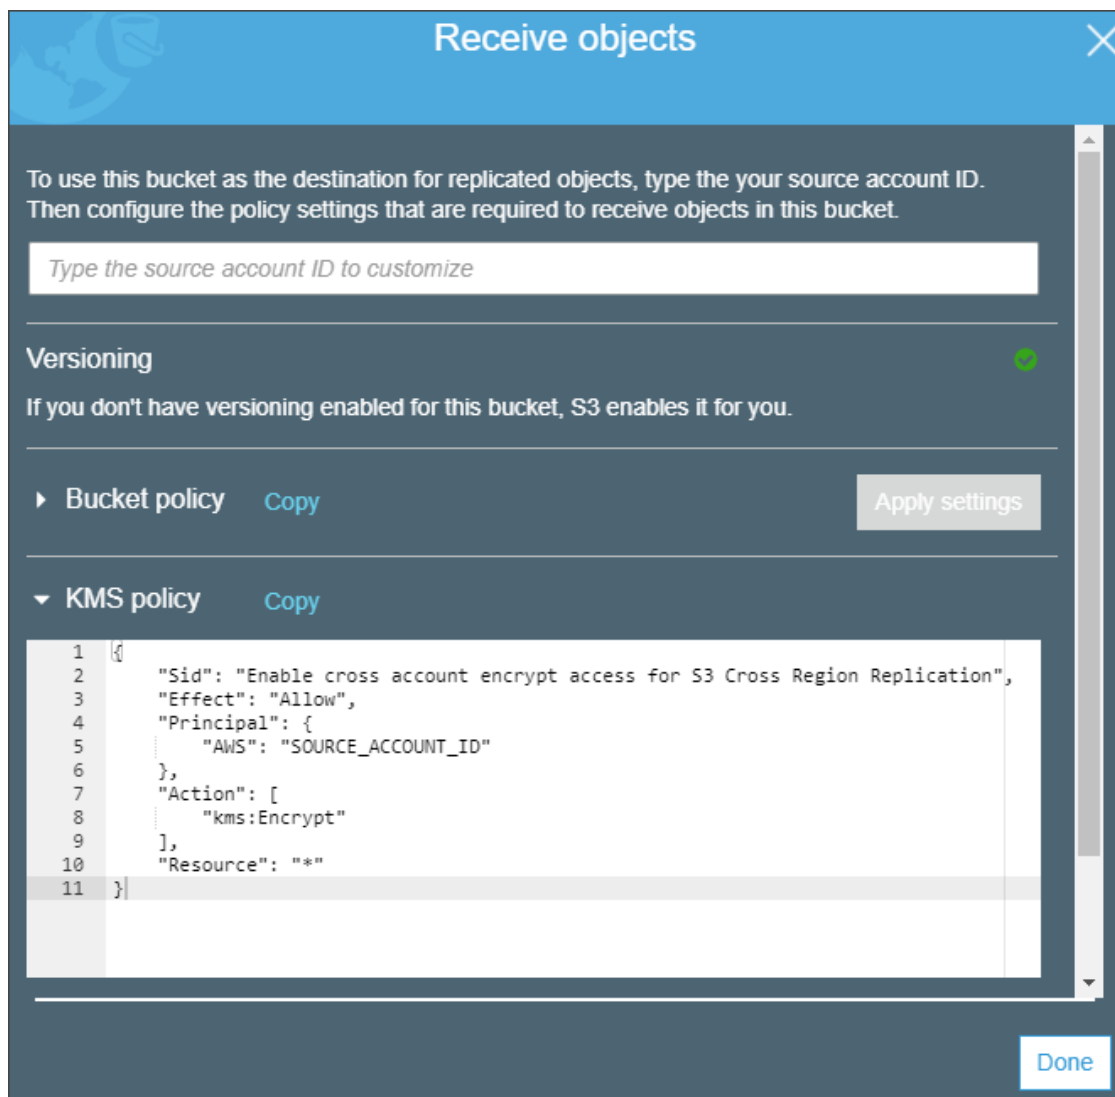 Receive objects
To use this bucket as the destination for replicated objects, type the your source account ID.
Then configure the policy settings that are required to receive objects in this bucket.
Type the source account ID to customize
Versioning
If you don't have versioning enabled for this bucket, S3 enables it for you.
Bucket policy Copy Apply settings
KMS policy Copy
1 {
2 "Sid": "Enable cross account encrypt access for S3 Cross Region Replication",
3 "Effect": "Allow",
4 "Principal": {
5 "AWS": "SOURCE_ACCOUNT_ID"
6 },
7 "Action": [
8 "kms:Encrypt"
9 ],
10 "Resource": "*"
11 }
Done